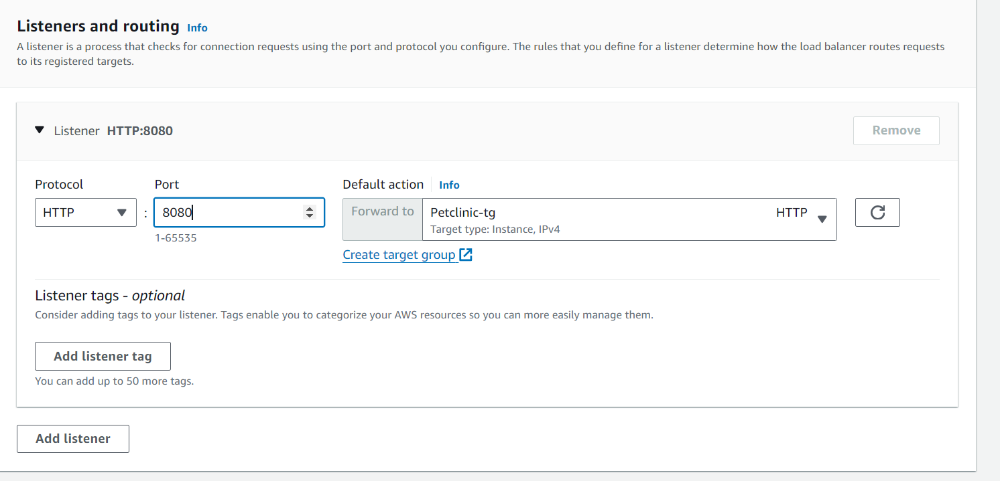 Listeners and routing Info
A listener is a process that checks for connection requests using the port and protocol you configure. The rules that you define for a listener determine how the load balancer routes requests
to its registered targets.
Listener HTTP:8080
Remove
Protocol
Port
Default action Info
HTTP
:
8080
Forward to
Petclinic-tg
HTTP
Target type: Instance, IPv4
1-65535
Create target group
Listener tags - optional
Consider adding tags to your listener. Tags enable you to categorize your AWS resources so you can more easily manage them.
Add listener tag
You can add up to 50 more tags.
Add listener